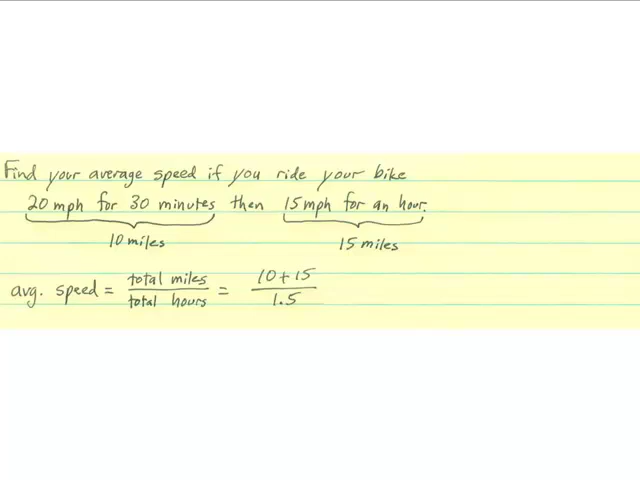 Find your average speed if you ride your bike
20 mph for 30 minutes then 15 mph for an hour.
10 miles 15 miles
avg. speed = total miles / total hours = 10 + 15 / 1.5